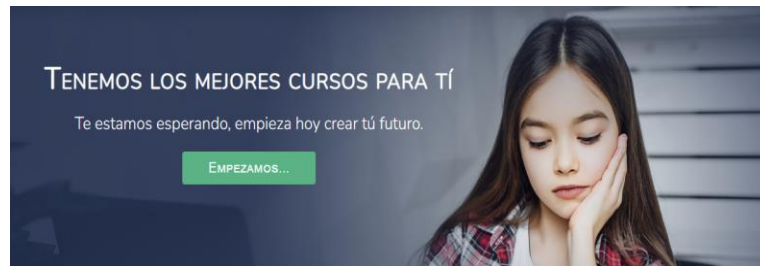 Tenemos los mejores cursos para tí
Te estamos esperando, empieza hoy crear tú futuro.
Empezamos...